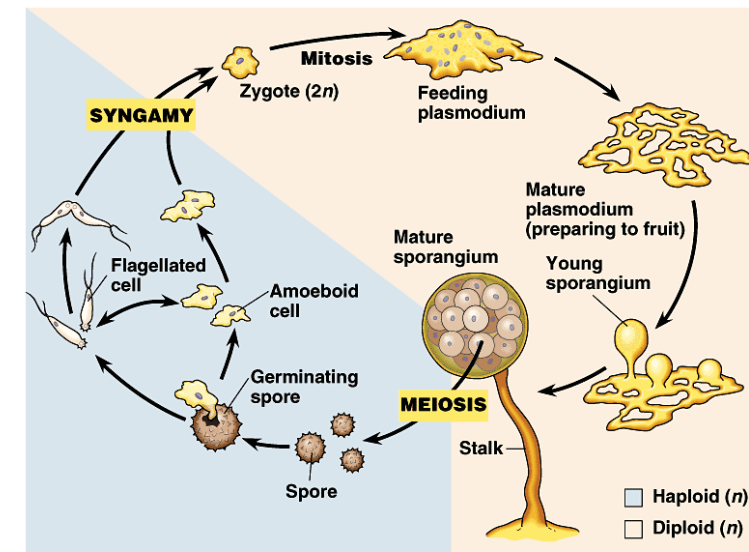 Mitosis
Zygote (2n)
Feeding
plasmodium
SYNGAMY
Mature
plasmodium
(preparing to fruit)
Mature
sporangium
Young
sporangium
Flagellated
cell
Amoeboid
cell
Germinating
spore
MEIOSIS
Stalk
Spore
Haploid (n)
Diploid (n)